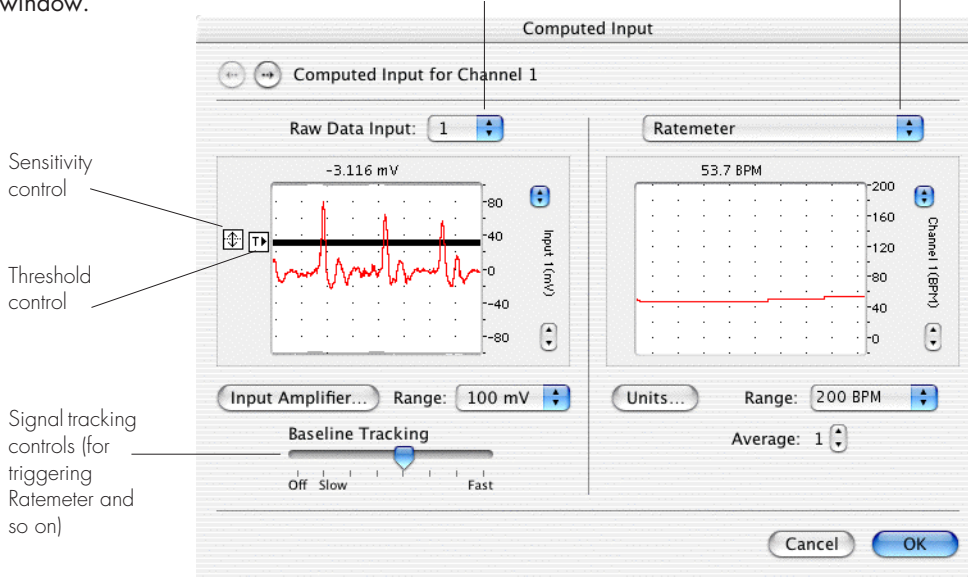 window.
Computed Input
Computed Input for Channel 1
Raw Data Input: 1
Ratemeter
Sensitivity
control
-3.116 mV
53.7 BPM
80
40
0
-40
-80
Input 1(mV)
200
160
120
80
40
0
Channel 1(BPM)
T
Threshold
control
Input Amplifier... Range: 100 mV
Units... Range: 200 BPM
Signal tracking
controls (for
triggering
Ratemeter and
so on)
Baseline Tracking
Off Slow Fast
Average: 1
Cancel OK